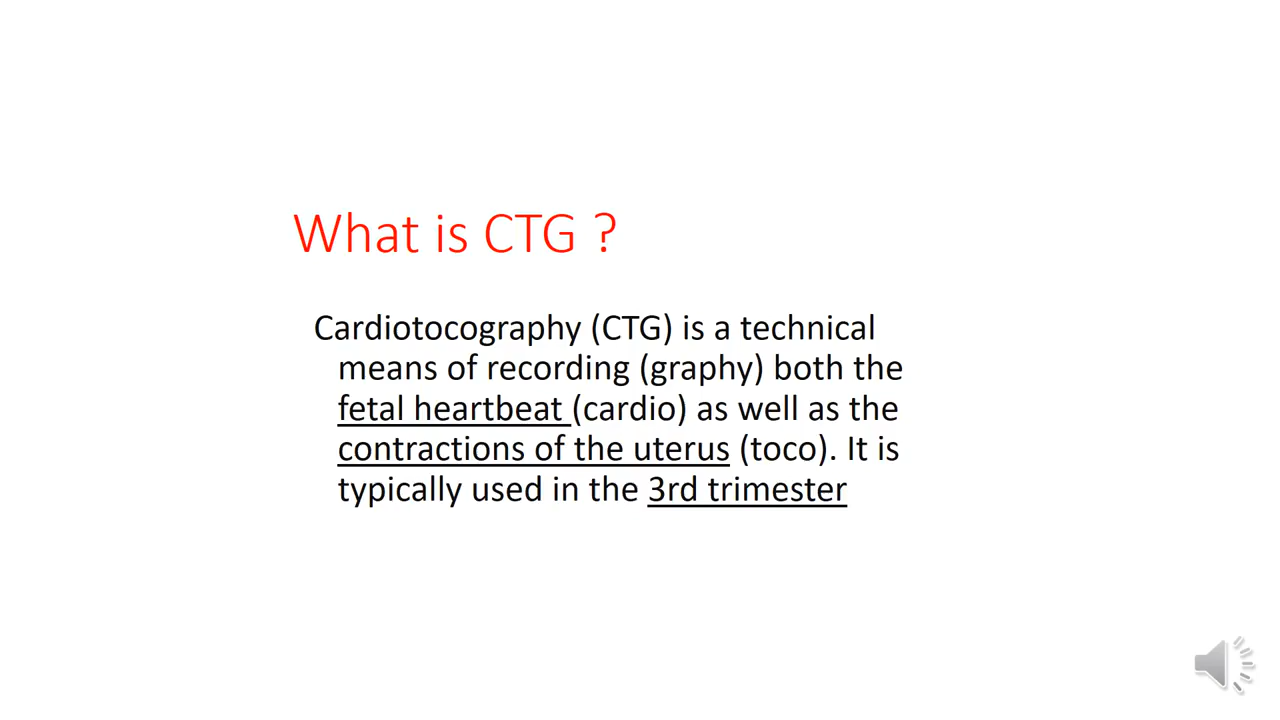 What is CTG ?
Cardiotocography (CTG) is a technical
means of recording (graphy) both the
fetal heartbeat (cardio) as well as the
contractions of the uterus (toco). It is
typically used in the 3rd trimester